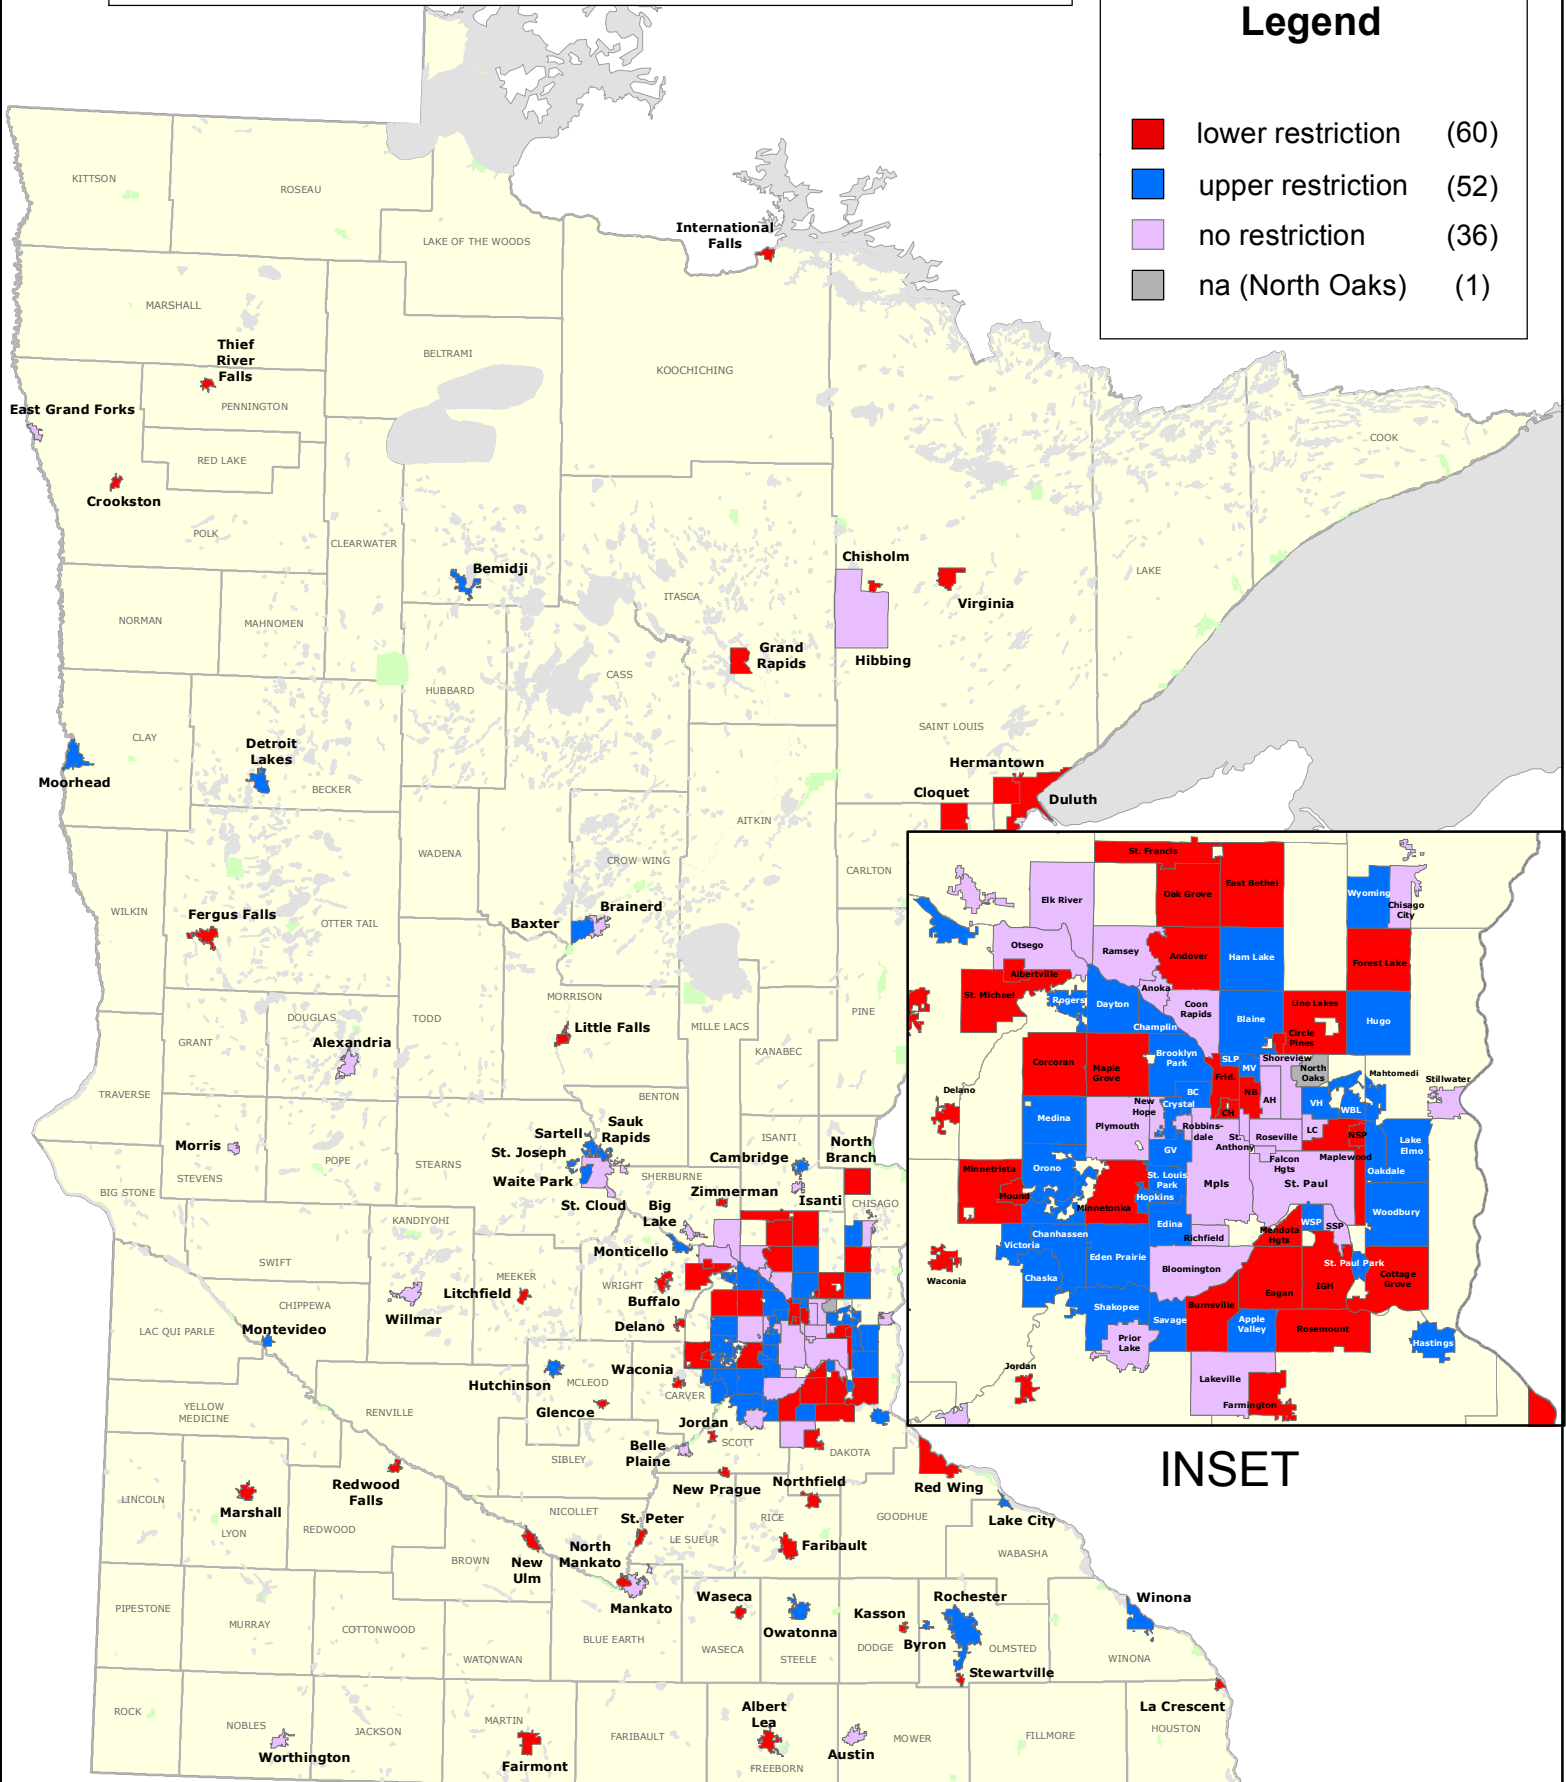 Legend
lower restriction (60)
upper restriction (52)
no restriction (36)
na (North Oaks) (1)
KITTSON
ROSEAU
LAKE OF THE WOODS
International
Falls
MARSHALL
Thief
River
Falls
BELTRAMI
KOOCHICHING
PENNINGTON
East Grand Forks
COOK
RED LAKE
Crookston
POLK
CLEARWATER
Chisholm
Bemidji
LAKE
ITASCA
Virginia
NORMAN
MAHNOMEN
Grand
Rapids
Hibbing
CASS
HUBBARD
SAINT LOUIS
CLAY
Detroit
Lakes
Moorhead
BECKER
Hermantown
Cloquet
Duluth
AITKIN
WADENA
CROW WING
CARLTON
WILKIN
Fergus Falls
OTTER TAIL
Baxter
Brainerd
MORRISON
Little Falls
MILLE LACS
PINE
DOUGLAS
TODD
GRANT
Alexandria
KANABEC
TRAVERSE
BENTON
Sauk
Rapids
Sartell
ISANTI
North
Branch
Morris
St. Joseph
Cambridge
POPE
STEARNS
STEVENS
Waite Park
SHERBURNE
BIG STONE
Zimmerman
Isanti
CHISAGO
St. Cloud
Big
Lake
KANDIYOHI
Monticello
SWIFT
MEEKER
WRIGHT
Litchfield
Buffalo
CHIPPEWA
Willmar
Delano
LAC QUI PARLE
Montevideo
Waconia
Hutchinson
MCLEOD
CARVER
Glencoe
YELLOW
MEDICINE
RENVILLE
Jordan
SCOTT
Belle
Plaine
DAKOTA
SIBLEY
Redwood
Falls
New Prague
Northfield
Red Wing
LINCOLN
Marshall
LYON
REDWOOD
NICOLLET
St. Peter
RICE
GOODHUE
Lake City
LE SUEUR
Faribault
North
Mankato
WABASHA
BROWN
New
Ulm
Mankato
Waseca
Rochester
Winona
PIPESTONE
MURRAY
COTTONWOOD
Kasson
Owatonna
Byron
BLUE EARTH
WASECA
STEELE
DODGE
OLMSTED
WATONWAN
WINONA
Stewartville
La Crescent
ROCK
NOBLES
JACKSON
MARTIN
FARIBAULT
Albert
Lea
MOWER
FILLMORE
HOUSTON
Worthington
Fairmont
Austin
FREEBORN
St. Francis
East Bethel
Oak Grove
Wyoming
Elk River
Chisago
City
Otsego
Ramsey
Andover
Ham Lake
Forest Lake
Albertville
St. Michael
Anoka
Rogers
Dayton
Coon
Rapids
Lino Lakes
Blaine
Hugo
Champlin
Circle
Pines
Brooklyn
Park
SLP
Shoreview
Corcoran
Maple
Grove
MV
North
Oaks
Mahtomedi
Frld.
Stillwater
Delano
BC
NB
AH
VH
WBL
New
Hope
Crystal
CH
Medina
Plymouth
Robbins-
dale
LC
NSP
St.
Anthony
Roseville
Lake
Elmo
GV
Falcon
Hgts
Maplewood
Minnetrista
Orono
Oakdale
St. Louis
Park
Mpls
St. Paul
Mound
Hopkins
Minnetonka
Woodbury
Edina
WSP
SSP
Chanhassen
Richfield
Mendota
Hgts
Victoria
Eden Prairie
Bloomington
St. Paul Park
Waconia
Chaska
IGH
Cottage
Grove
Eagan
Shakopee
Burnsville
Savage
Apple
Valley
Rosemount
Prior
Lake
Hastings
Jordan
Lakeville
Farmington
INSET